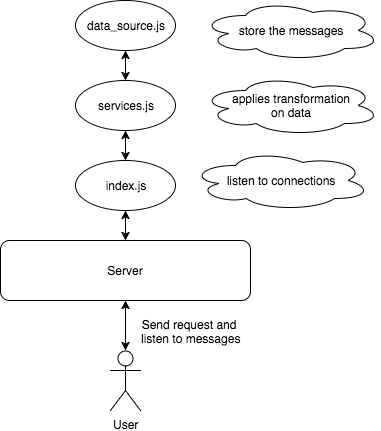 data_source.js
store the messages
services.js
applies transformation
on data
index.js
listen to connections
Server
Send request and
listen to messages
User